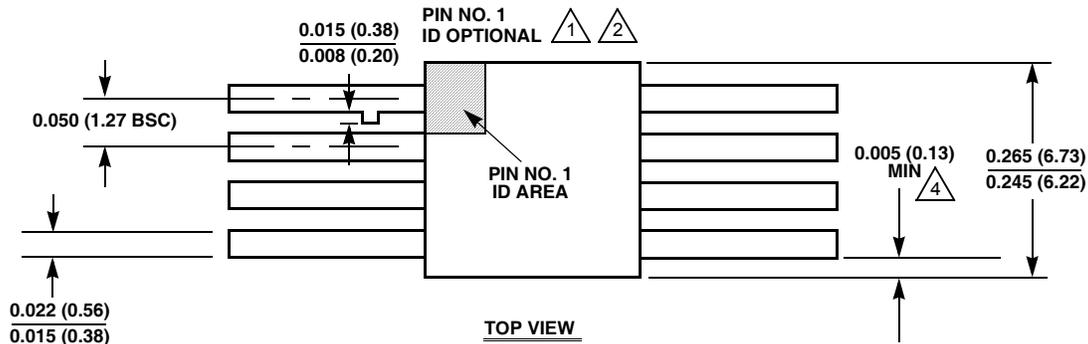 PIN NO. 1
ID OPTIONAL
1
2
0.015 (0.38)
0.008 (0.20)
0.050 (1.27 BSC)
PIN NO. 1
ID AREA
0.005 (0.13)
MIN
4
0.265 (6.73)
0.245 (6.22)
0.022 (0.56)
0.015 (0.38)
TOP VIEW